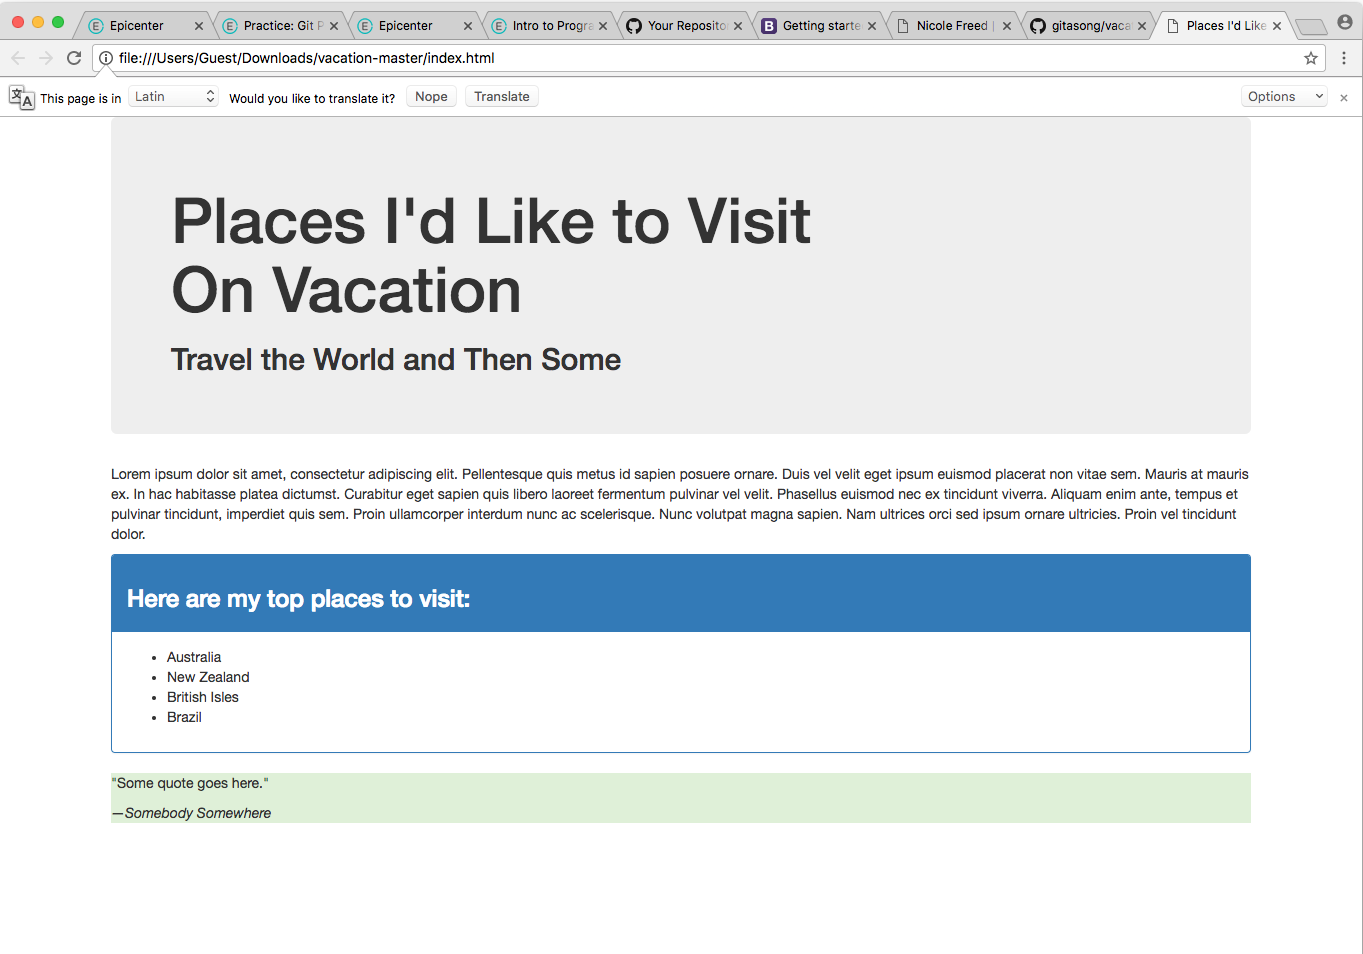 Epicenter
Practice: Git P
Epicenter
Intro to Progra
Your Reposito
Getting starte
Nicole Freed |
gitasong/vaca
Places I'd Like
file:///Users/Guest/Downloads/vacation-master/index.html
This page is in Latin Would you like to translate it? Nope Translate Options
Places I'd Like to Visit
On Vacation
Travel the World and Then Some
Lorem ipsum dolor sit amet, consectetur adipiscing elit. Pellentesque quis metus id sapien posuere ornare. Duis vel velit eget ipsum euismod placerat non vitae sem. Mauris at mauris
ex. In hac habitasse platea dictumst. Curabitur eget sapien quis libero laoreet fermentum pulvinar vel velit. Phasellus euismod nec ex tincidunt viverra. Aliquam enim ante, tempus et
pulvinar tincidunt, imperdiet quis sem. Proin ullamcorper interdum nunc ac scelerisque. Nunc volutpat magna sapien. Nam ultrices orci sed ipsum ornare ultricies. Proin vel tincidunt
dolor.
Here are my top places to visit:
• Australia
• New Zealand
• British Isles
• Brazil
"Some quote goes here."
—Somebody Somewhere